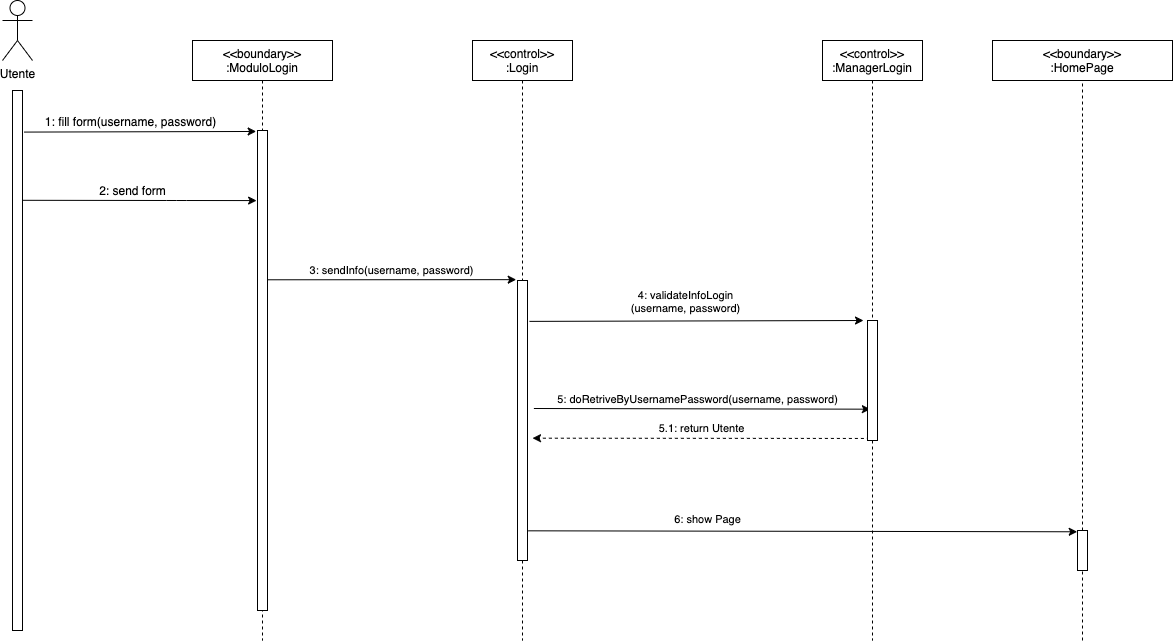 Utente
<<boundary>>
:ModuloLogin
<<control>>
:Login
<<control>>
:ManagerLogin
<<boundary>>
:HomePage
1: fill form(username, password)
2: send form
3: sendInfo(username, password)
4: validateInfoLogin
(username, password)
5: doRetriveByUsernamePassword(username, password)
5.1: return Utente
6: show Page